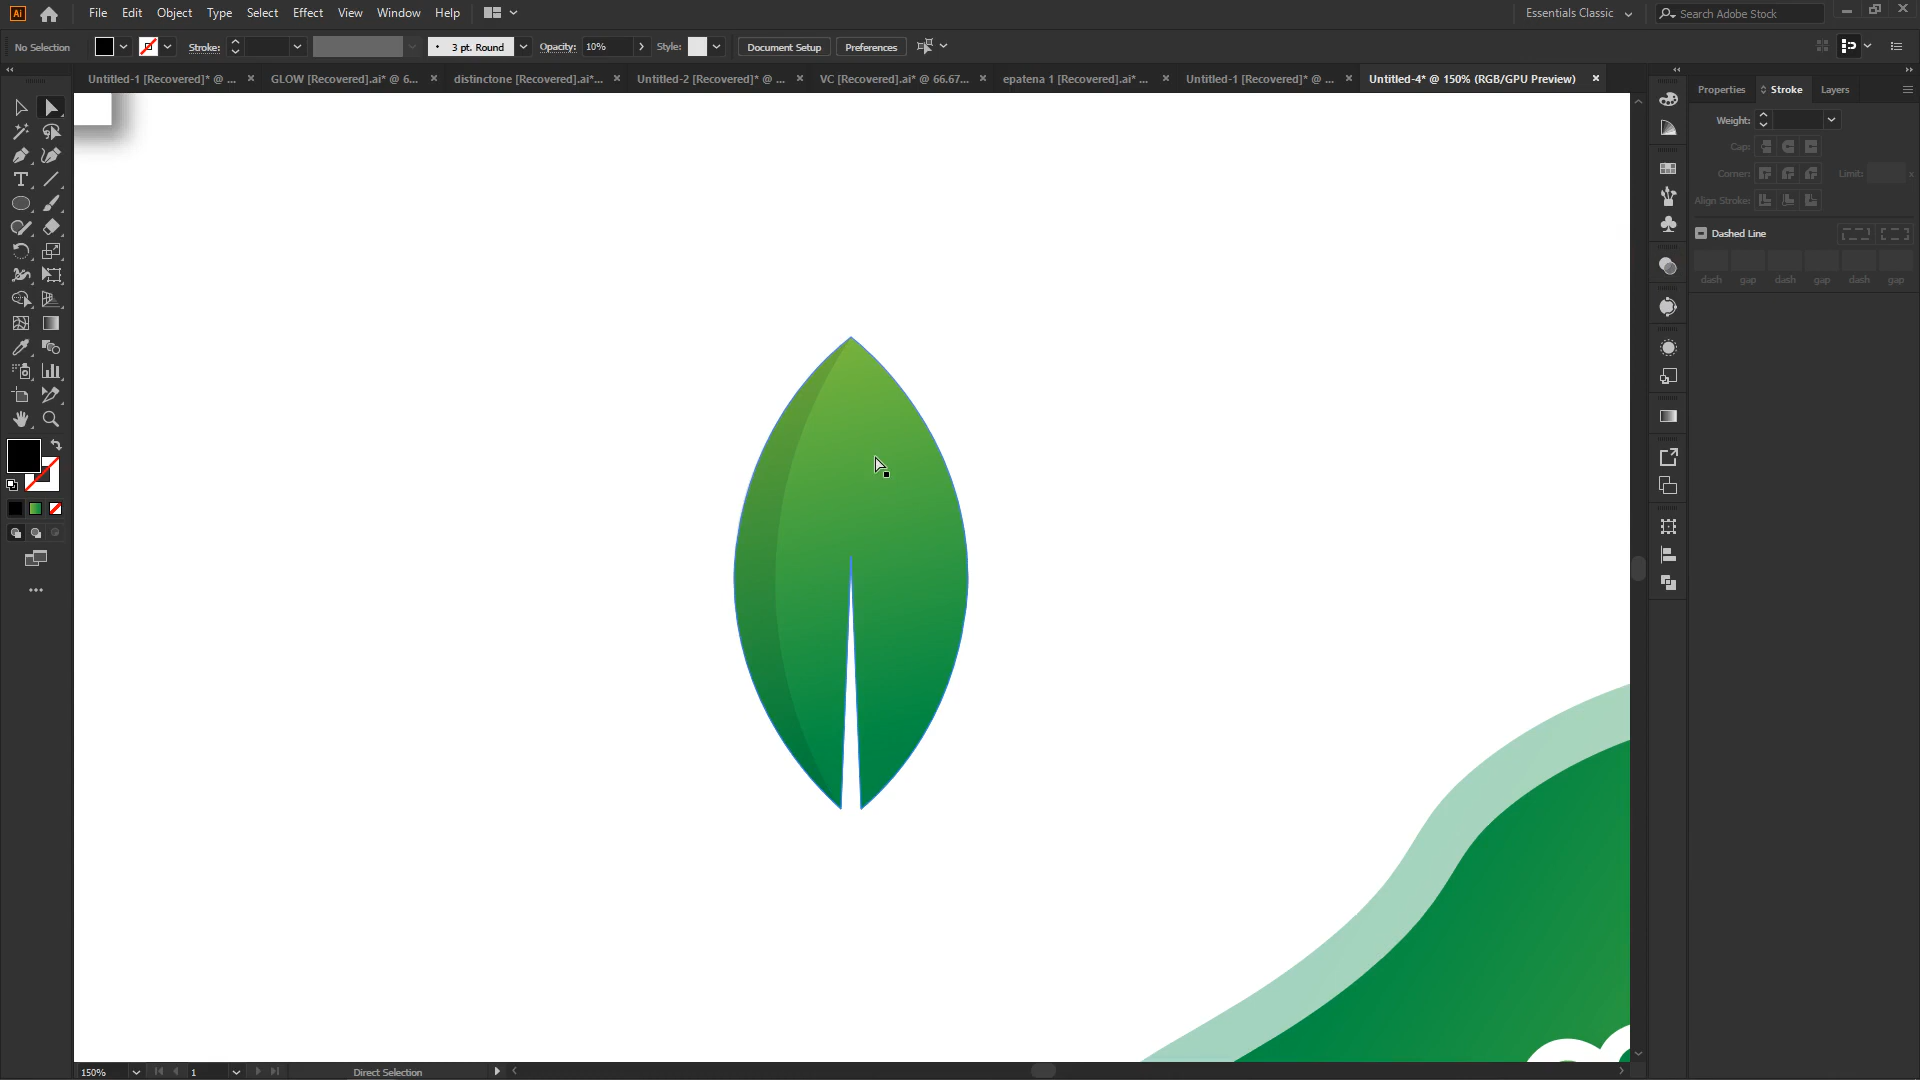 Ai File Edit Object Type Select Effect View Window Help Essentials Classic Search Adobe Stock
No Selection Stroke: 3 pt. Round Opacity: 10% Style: Document Setup Preferences
Untitled-1 [Recovered]* @ ... × GLOW [Recovered].ai* @ 6... × distinctone [Recovered].ai*... × Untitled-2 [Recovered]* @ ... × VC [Recovered].ai* @ 66.67... × epatena 1 [Recovered].ai* ... × Untitled-1 [Recovered]* @ ... × Untitled-4* @ 150% (RGB/GPU Preview) ×
Properties Stroke Layers
Weight:
Cap:
Corner: Limit: x
Align Stroke:
Dashed Line
dash gap dash gap dash gap
150% 1 Direct Selection